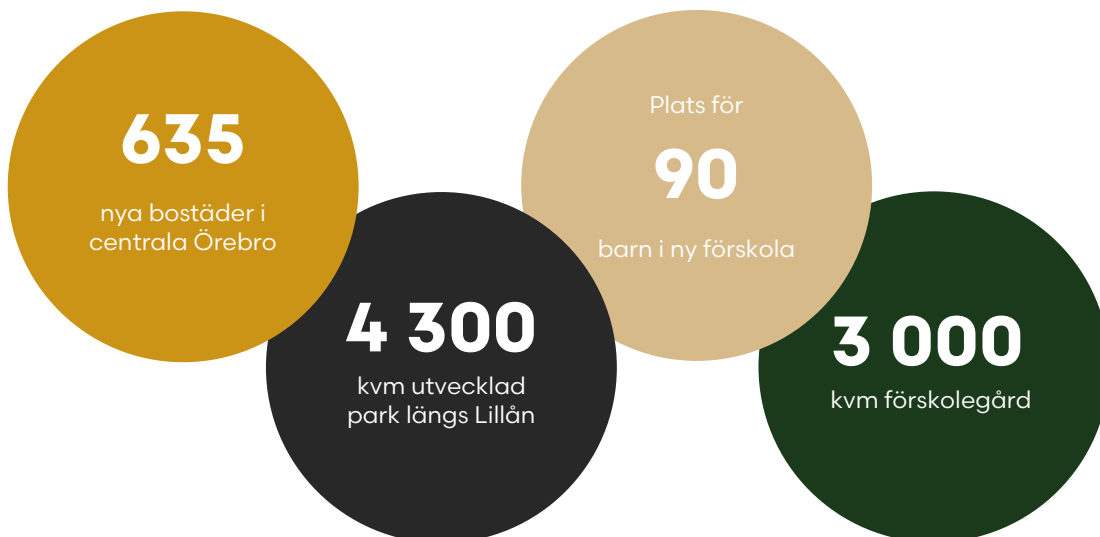 635
nya bostäder i
centrala Örebro
4 300
kvm utvecklad
park längs Lillån
Plats för
90
barn i ny förskola
3 000
kvm förskolegård